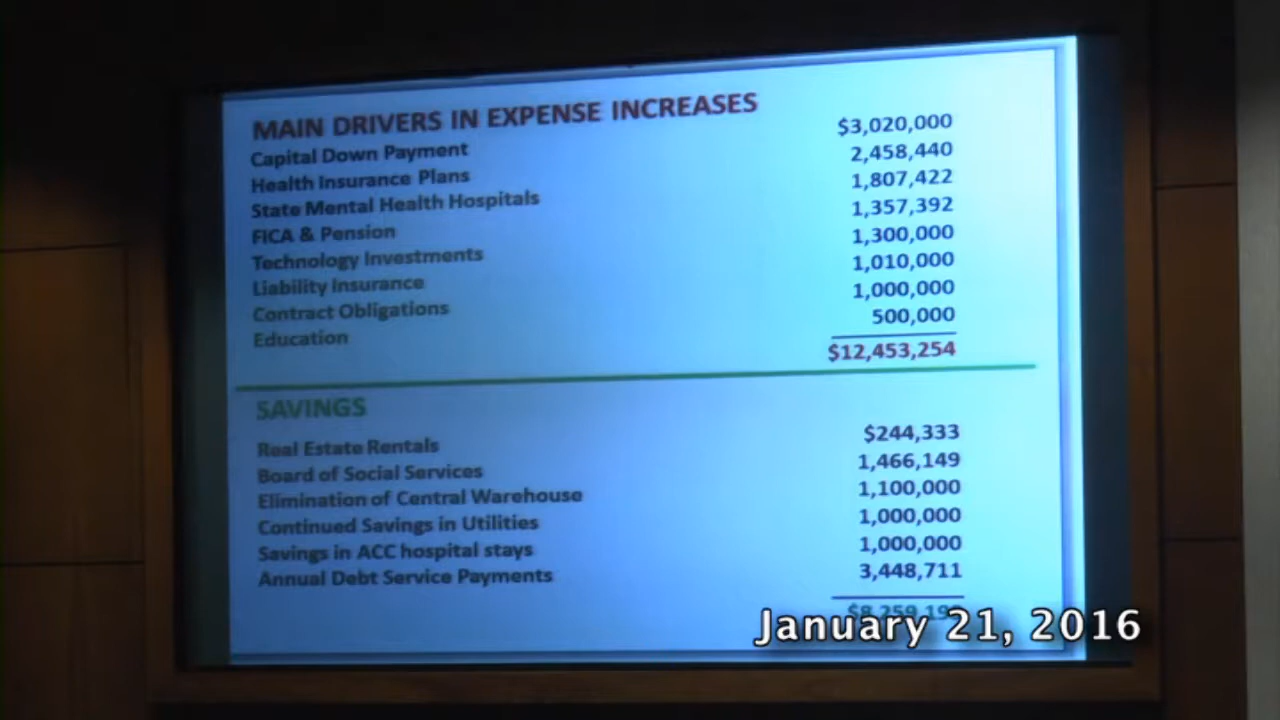 MAIN DRIVERS IN EXPENSE INCREASES
Capital Down Payment $3,020,000
Health Insurance Plans 2,458,440
State Mental Health Hospitals 1,807,422
FICA & Pension 1,357,392
Technology Investments 1,300,000
Liability Insurance 1,010,000
Contract Obligations 1,000,000
Education 500,000
$12,453,254
SAVINGS
Real Estate Rentals $244,333
Board of Social Services 1,466,149
Elimination of Central Warehouse 1,100,000
Continued Savings in Utilities 1,000,000
Savings in ACC hospital stays 1,000,000
Annual Debt Service Payments 3,448,711
January 21, 2016